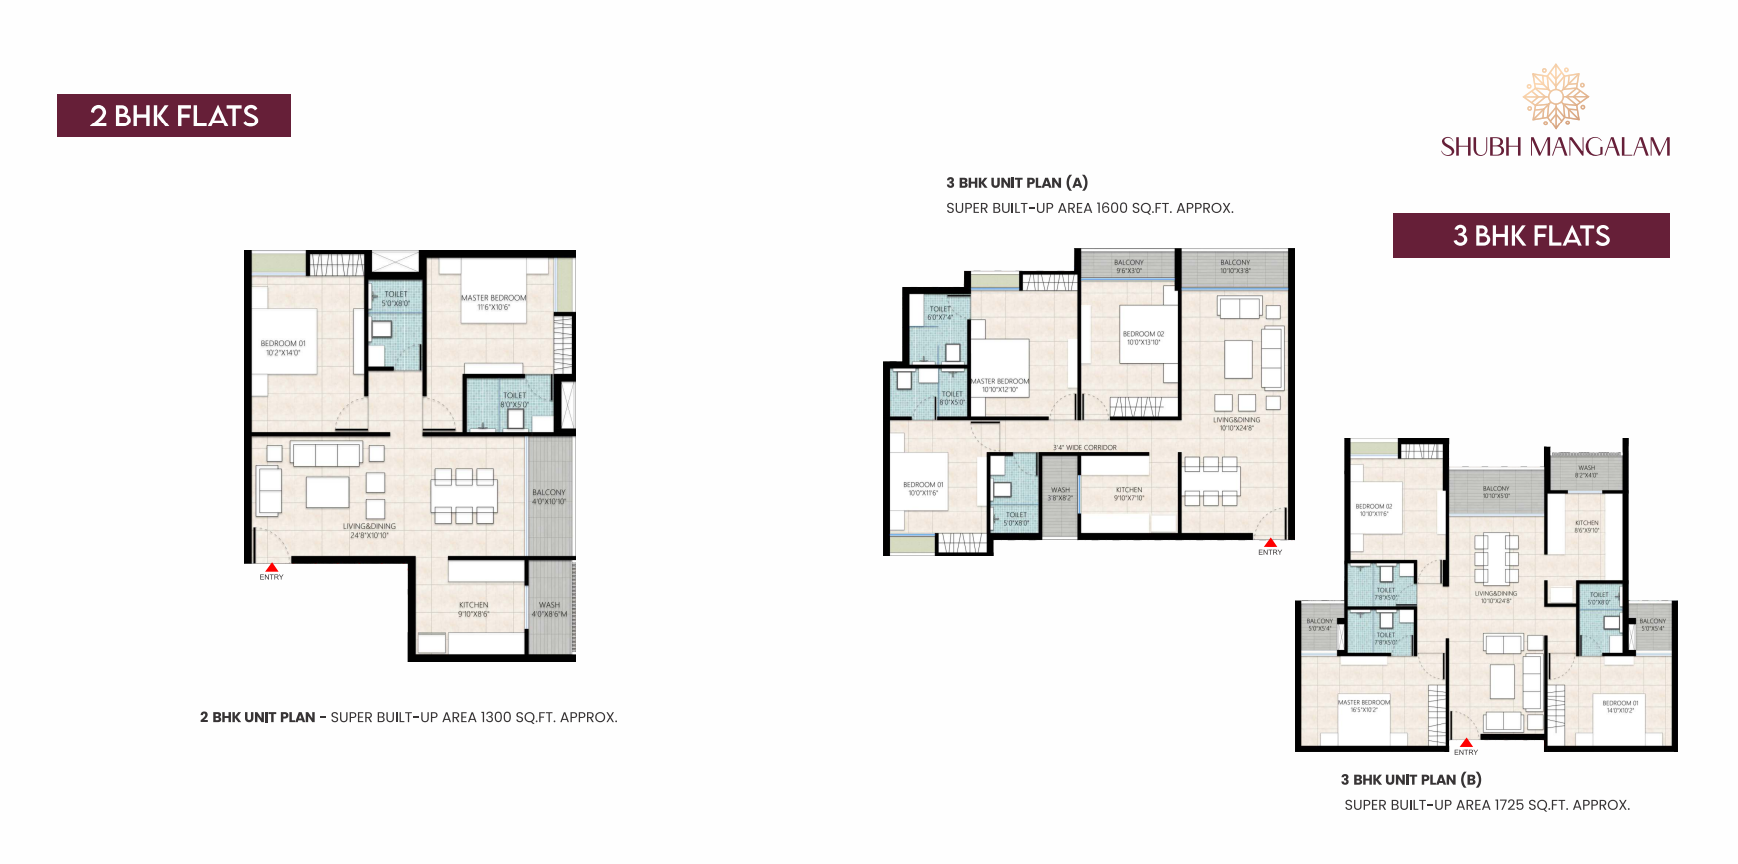 2 BHK FLATS
TOILET
5'0"X8'0"
MASTER BEDROOM
11'6"X10'6"
BEDROOM 01
10'2"X14'0"
TOILET
8'0"X5'0"
BALCONY
4'0"X10'10"
LIVING&DINING
24'8"X10'10"
ENTRY
KITCHEN
9'10"X8'6"
WASH
4'0"X8'6"M
2 BHK UNIT PLAN - SUPER BUILT-UP AREA 1300 SQ.FT. APPROX.
SHUBH MANGALAM
3 BHK FLATS
3 BHK UNIT PLAN (A)
SUPER BUILT-UP AREA 1600 SQ.FT. APPROX.
BALCONY
9'6"X3'0"
BALCONY
10'10"X3'8"
TOILET
6'0"X7'4"
BEDROOM 02
10'0"X13'10"
MASTER BEDROOM
10'10"X12'10"
TOILET
8'0"X5'0"
LIVING&DINING
10'10"X24'8"
3'4" WIDE CORRIDOR
BEDROOM 01
10'0"X11'6"
WASH
3'8"X8'2"
KITCHEN
9'10"X7'10"
TOILET
5'0"X8'0"
ENTRY
WASH
8'2"X4'0"
BALCONY
10'10"X5'0"
BEDROOM 02
10'10"X11'6"
KITCHEN
8'6"X9'10"
TOILET
7'8"X5'0"
LIVING&DINING
10'10"X24'8"
TOILET
5'0"X8'0"
BALCONY
5'0"X5'4"
TOILET
7'8"X5'0"
BALCONY
5'0"X5'4"
MASTER BEDROOM
16'5"X10'2"
BEDROOM 01
14'0"X10'2"
ENTRY
3 BHK UNIT PLAN (B)
SUPER BUILT-UP AREA 1725 SQ.FT. APPROX.